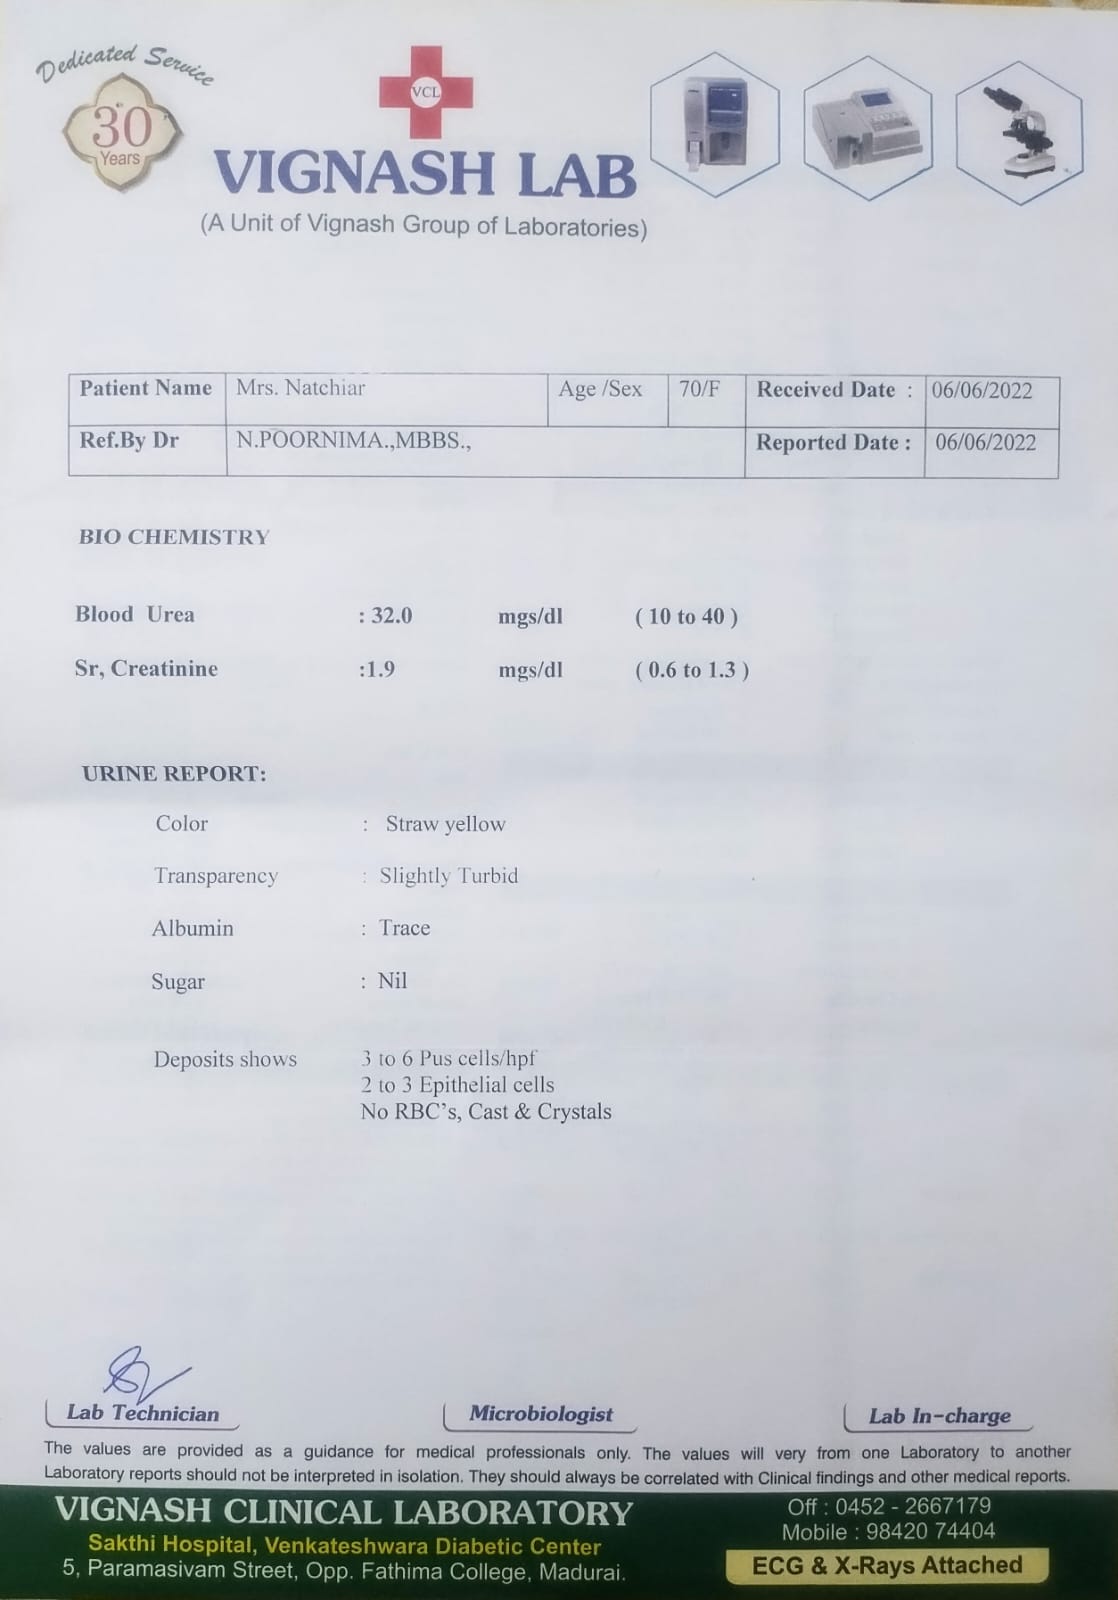 Dedicated Service
30
Years
VCL
VIGNASH LAB
(A Unit of Vignash Group of Laboratories)
Patient Name Mrs. Natchiar Age /Sex 70/F Received Date : 06/06/2022
Ref.By Dr N.POORNIMA.,MBBS., Reported Date : 06/06/2022
BIO CHEMISTRY
Blood Urea : 32.0 mgs/dl ( 10 to 40 )
Sr, Creatinine :1.9 mgs/dl ( 0.6 to 1.3 )
URINE REPORT:
Color : Straw yellow
Transparency : Slightly Turbid
Albumin : Trace
Sugar : Nil
Deposits shows 3 to 6 Pus cells/hpf
2 to 3 Epithelial cells
No RBC's, Cast & Crystals
Lab Technician Microbiologist Lab In-charge
The values are provided as a guidance for medical professionals only. The values will very from one Laboratory to another
Laboratory reports should not be interpreted in isolation. They should always be correlated with Clinical findings and other medical reports.
VIGNASH CLINICAL LABORATORY
Sakthi Hospital, Venkateshwara Diabetic Center
5, Paramasivam Street, Opp. Fathima College, Madurai.
Off : 0452 - 2667179
Mobile : 98420 74404
ECG & X-Rays Attached